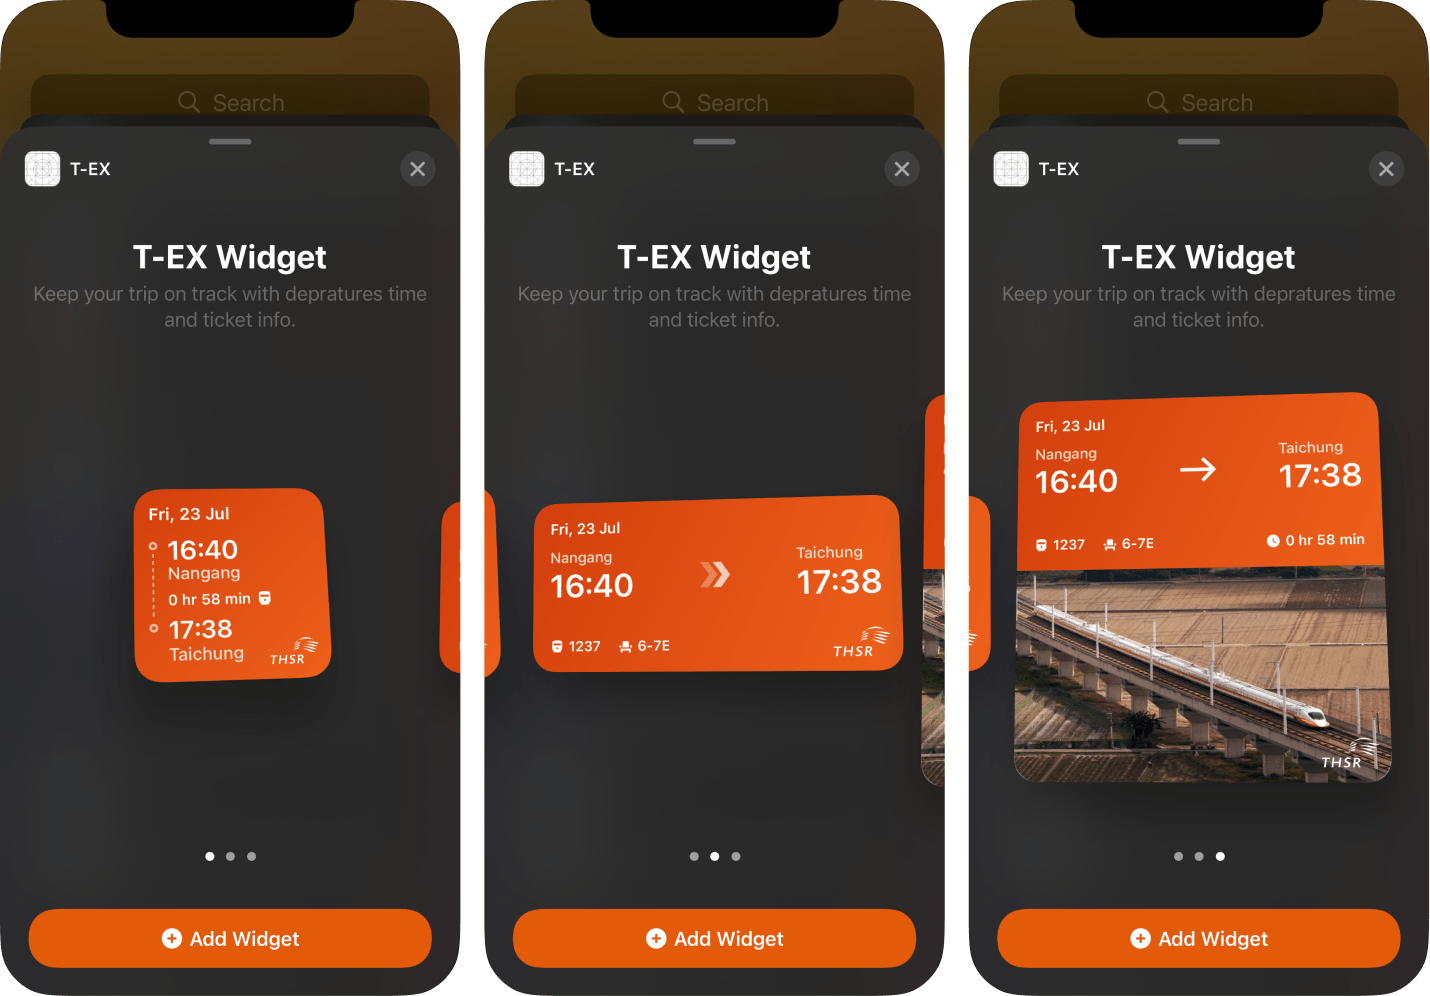 Search
T-EX
T-EX Widget
Keep your trip on track with depratures time
and ticket info.
Fri, 23 Jul
16:40
Nangang
0 hr 58 min
17:38
Taichung
THSR
Add Widget
Search
T-EX
T-EX Widget
Keep your trip on track with depratures time
and ticket info.
Fri, 23 Jul
Nangang Taichung
16:40 17:38
1237 6-7E
THSR
Add Widget
Search
T-EX
T-EX Widget
Keep your trip on track with depratures time
and ticket info.
Fri, 23 Jul
Nangang Taichung
16:40 17:38
1237 6-7E 0 hr 58 min
THSR
Add Widget